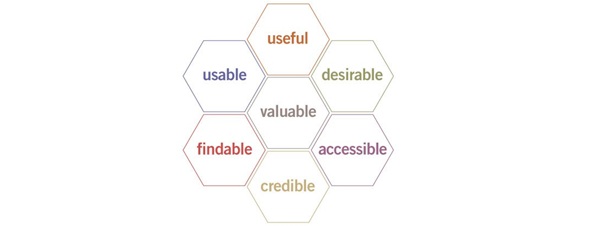 useful
usable
desirable
valuable
findable
accessible
credible